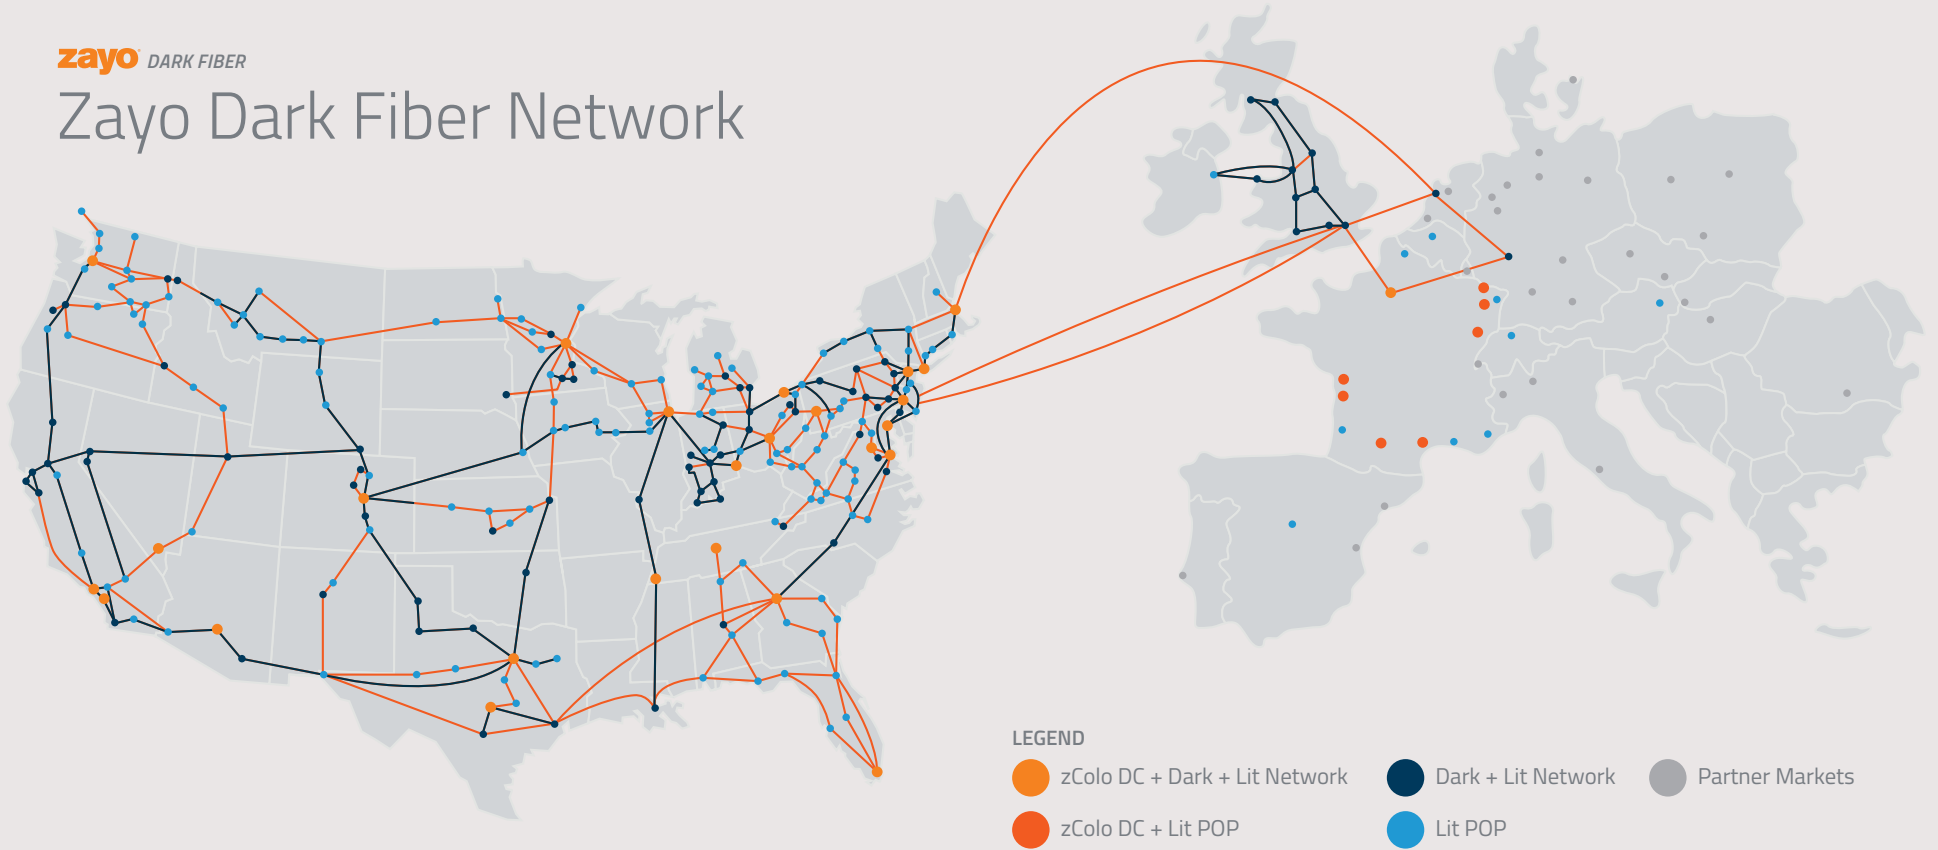 zayo DARK FIBER
Zayo Dark Fiber Network
LEGEND
zColo DC + Dark + Lit Network
Dark + Lit Network
Partner Markets
zColo DC + Lit POP
Lit POP